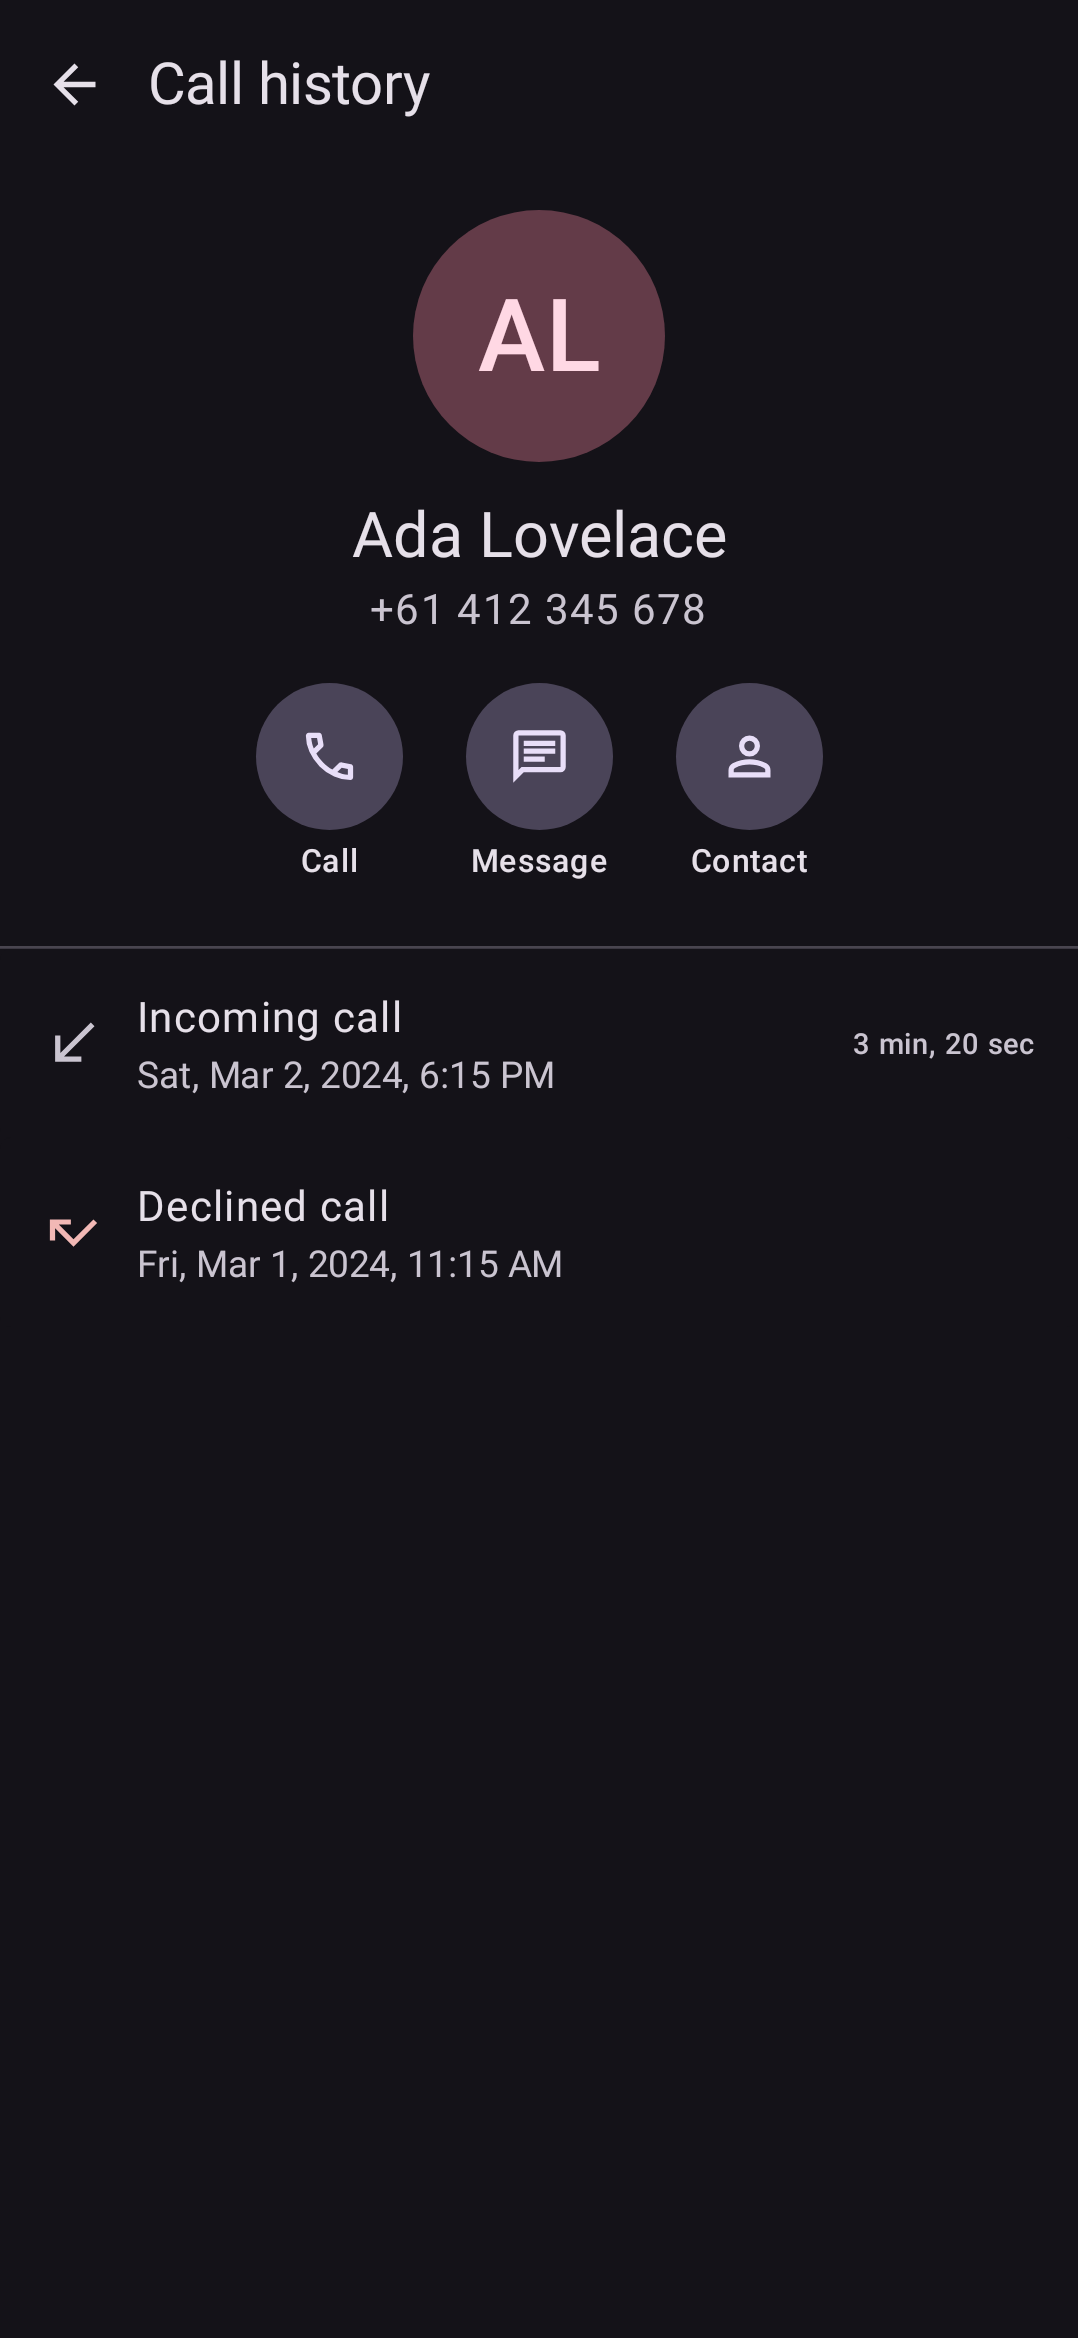 Call history
AL
Ada Lovelace
+61 412 345 678
Call
Message
Contact
Incoming call
Sat, Mar 2, 2024, 6:15 PM
3 min, 20 sec
Declined call
Fri, Mar 1, 2024, 11:15 AM